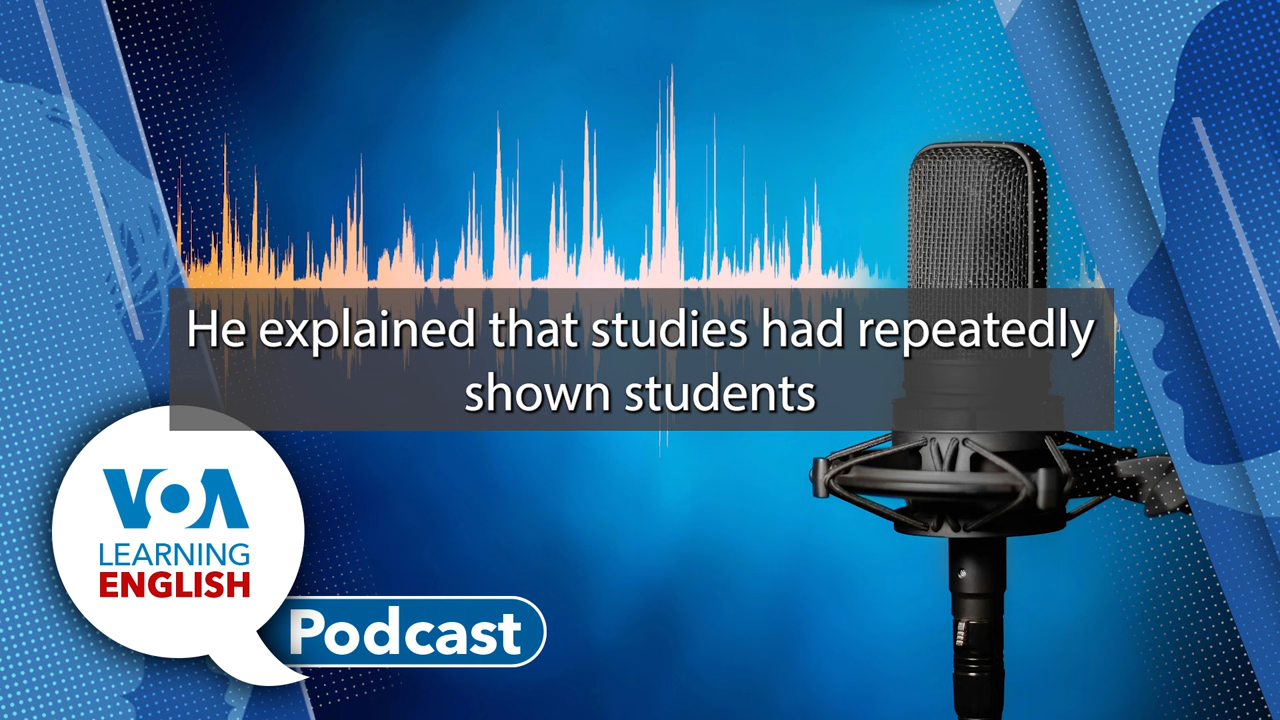 He explained that studies had repeatedly
shown students
VOA
LEARNING
ENGLISH
Podcast